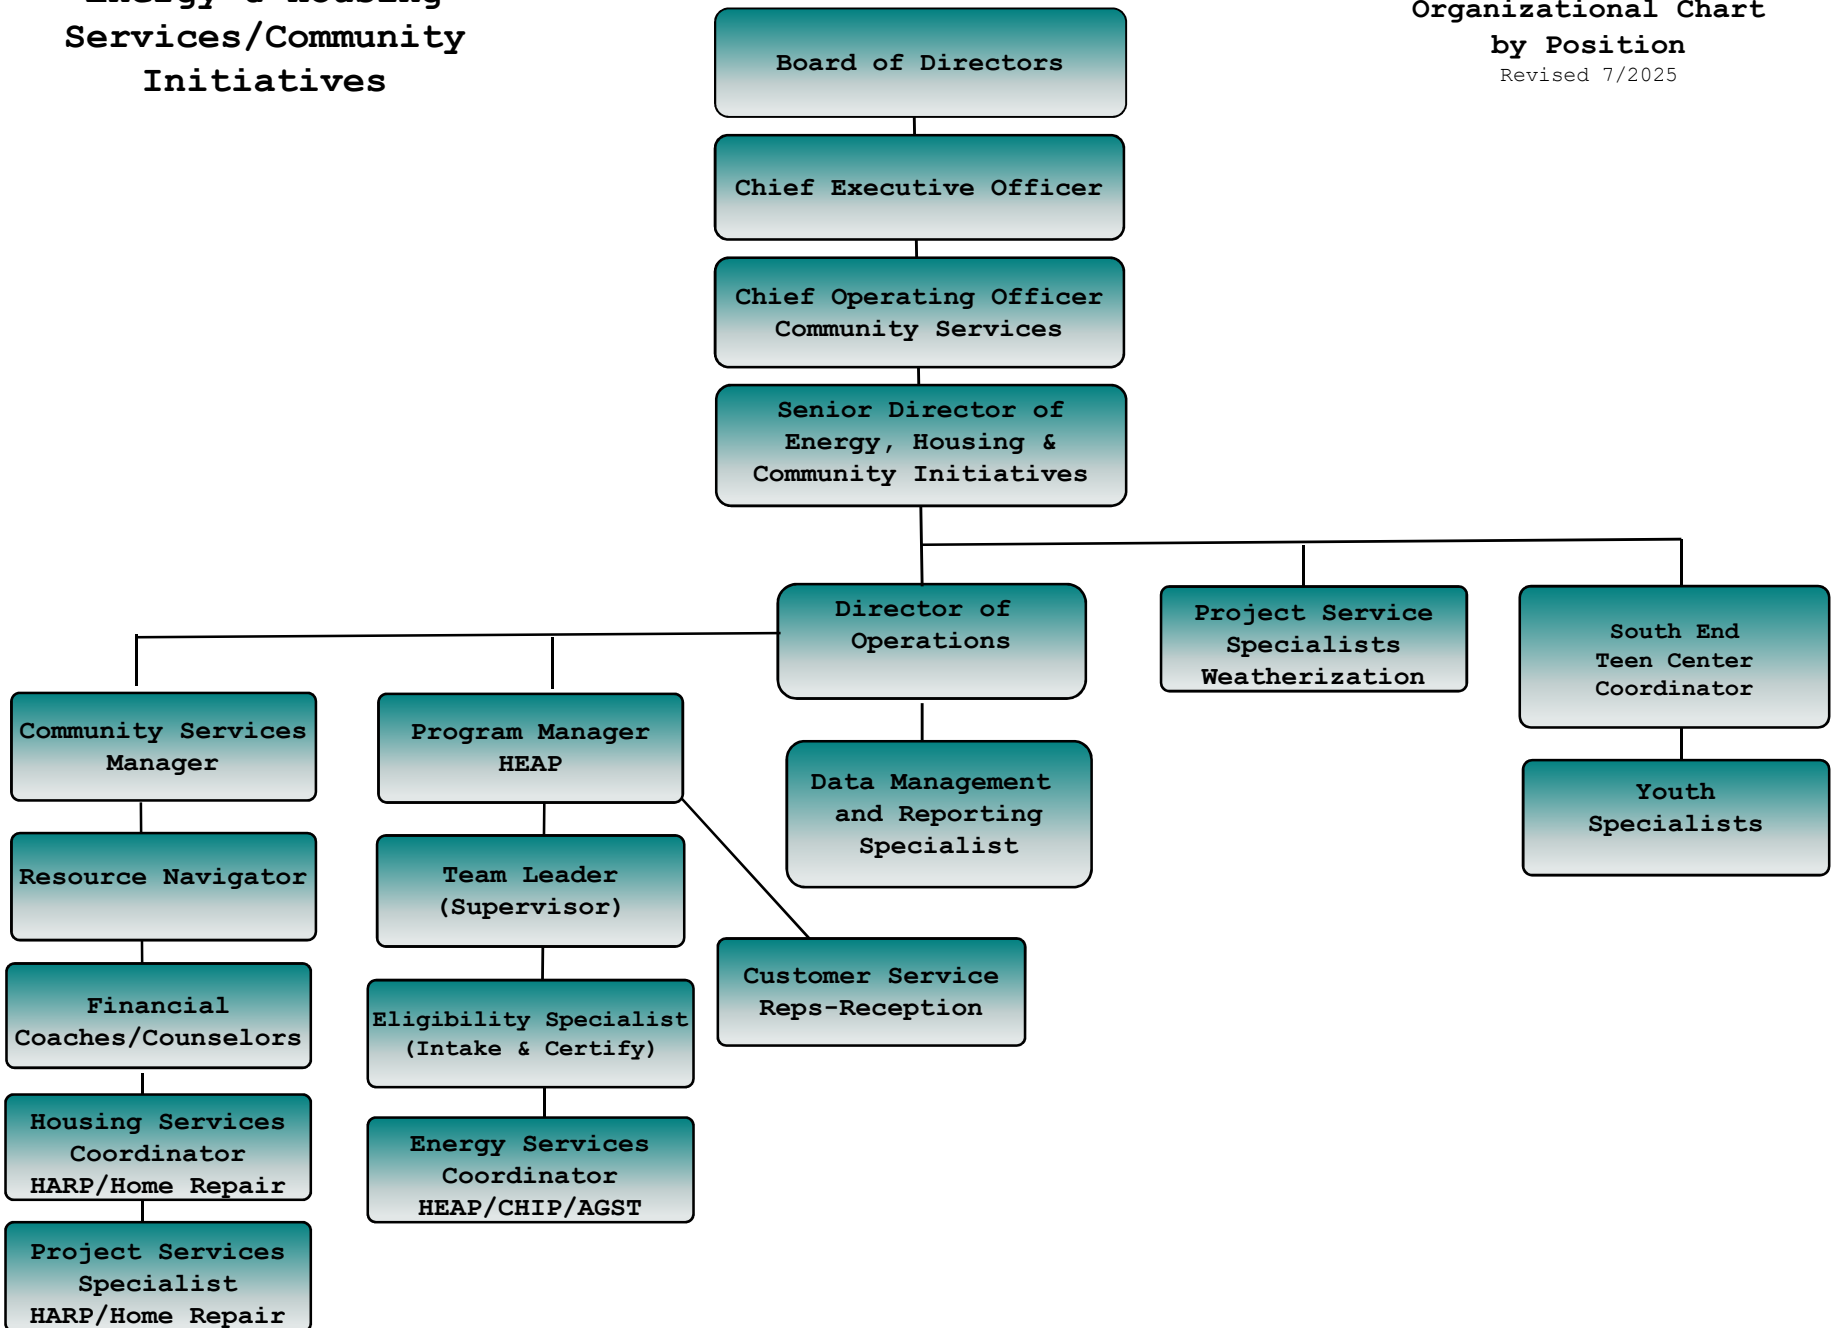 Energy & Housing
Services/Community
Initiatives
Organizational Chart
by Position
Revised 7/2025
Board of Directors
Chief Executive Officer
Chief Operating Officer
Community Services
Senior Director of
Energy, Housing &
Community Initiatives
Director of
Operations
Project Service
Specialists
Weatherization
South End
Teen Center
Coordinator
Community Services
Manager
Program Manager
HEAP
Data Management
and Reporting
Specialist
Youth
Specialists
Resource Navigator
Team Leader
(Supervisor)
Customer Service
Reps-Reception
Financial
Coaches/Counselors
Eligibility Specialist
(Intake & Certify)
Housing Services
Coordinator
HARP/Home Repair
Energy Services
Coordinator
HEAP/CHIP/AGST
Project Services
Specialist
HARP/Home Repair